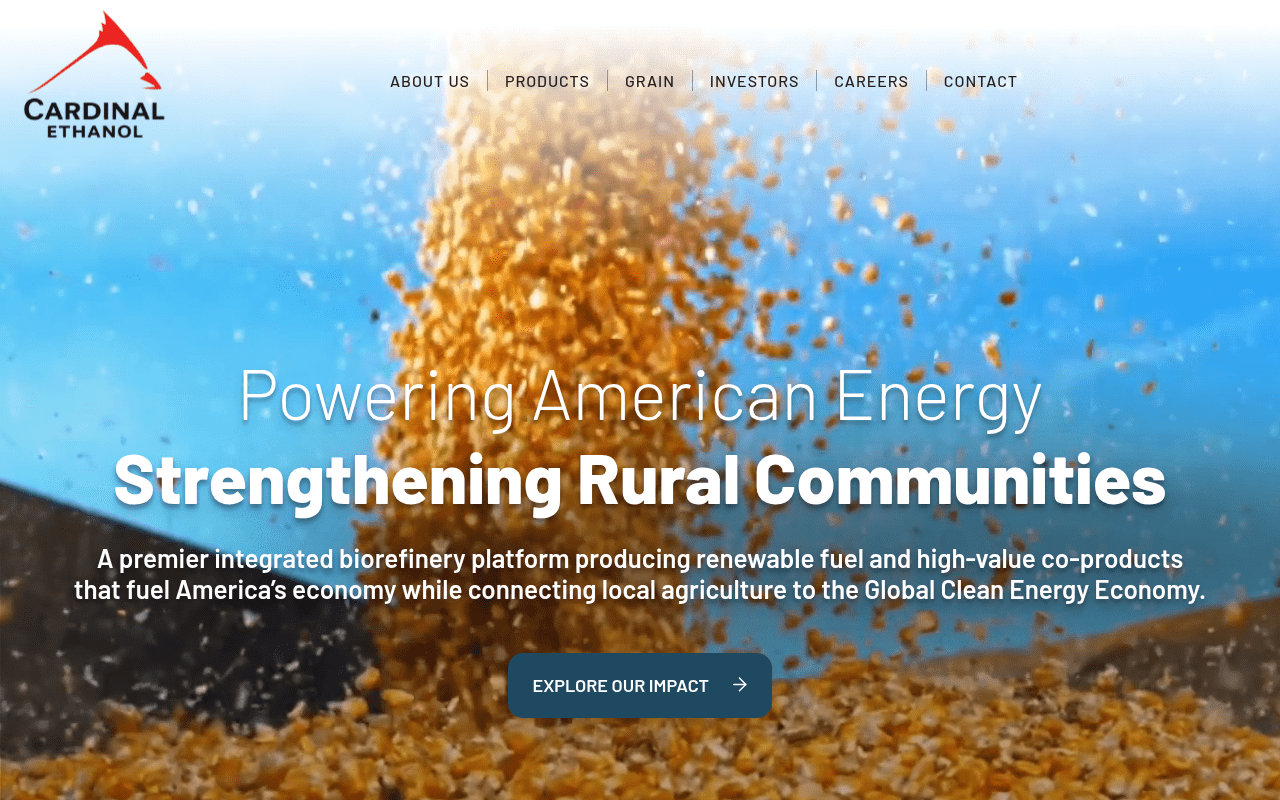 CARDINAL
ETHANOL
ABOUT US
PRODUCTS
GRAIN
INVESTORS
CAREERS
CONTACT
Powering American Energy
Strengthening Rural Communities
A premier integrated biorefinery platform producing renewable fuel and high-value co-products
that fuel America’s economy while connecting local agriculture to the Global Clean Energy Economy.
EXPLORE OUR IMPACT